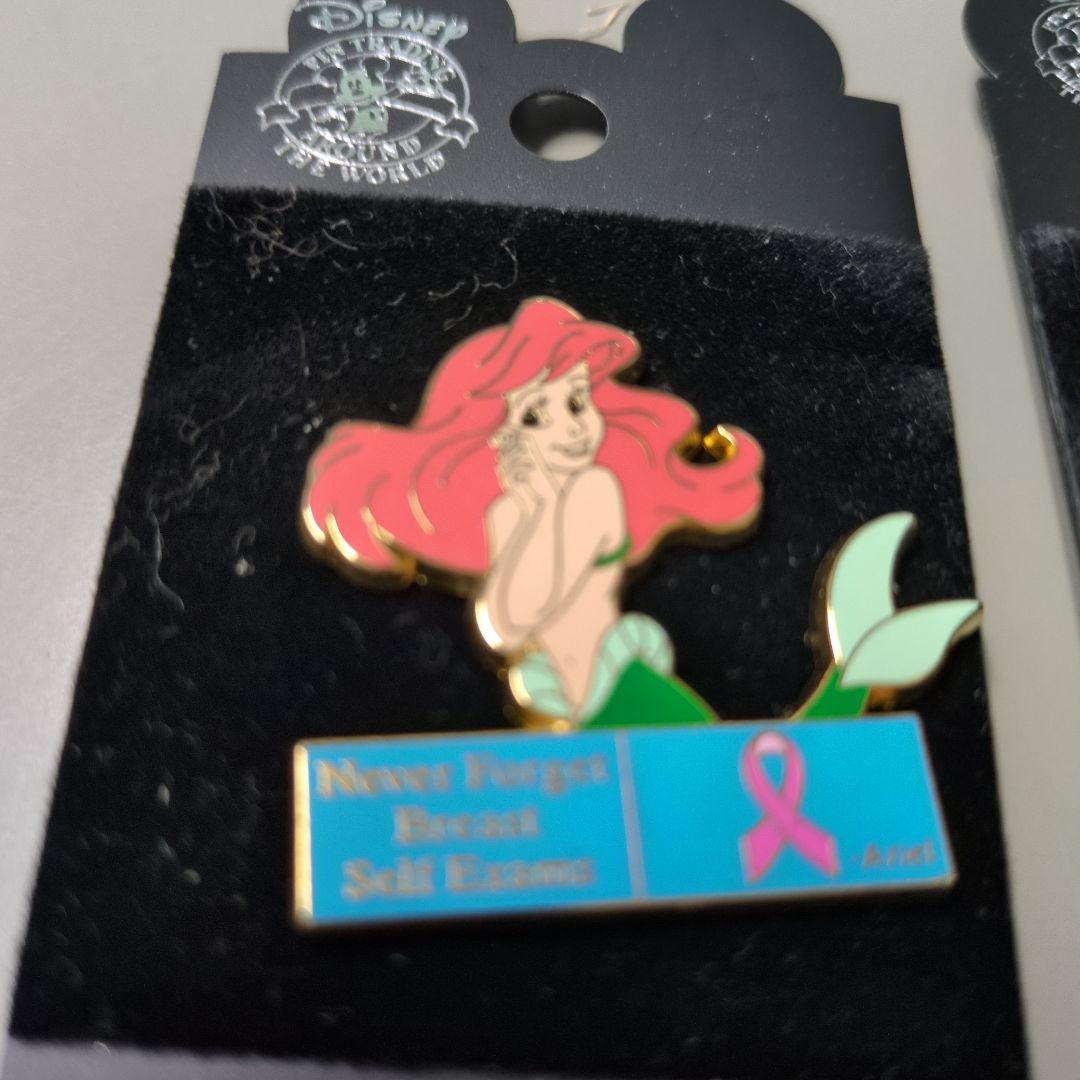 Disney
PIN TRADING
AROUND
THE WORLD
Never Forget
Breast
Self Exams
-Ariel